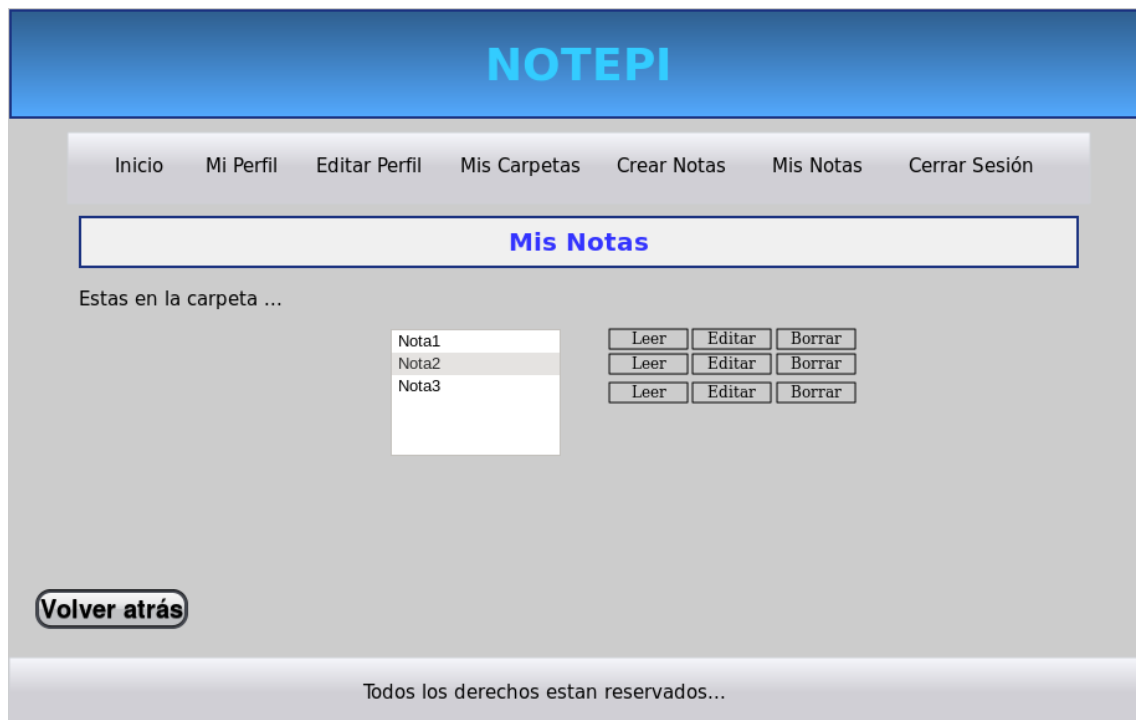 NOTEPI
Inicio Mi Perfil Editar Perfil Mis Carpetas Crear Notas Mis Notas Cerrar Sesión
Mis Notas
Estas en la carpeta ...
Nota1 Leer Editar Borrar
Nota2 Leer Editar Borrar
Nota3 Leer Editar Borrar
Volver atrás
Todos los derechos estan reservados...